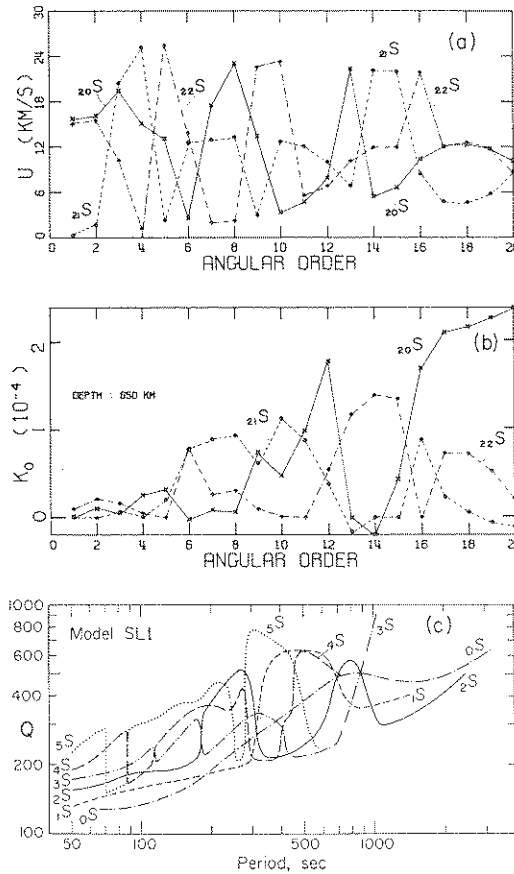 30
24
18
12
6
0
U (KM/S)
(a)
20S
22S
21S
21S
22S
20S
0 2 4 6 8 10 12 14 16 18 20
ANGULAR ORDER
2
1
0
K0 (10-4)
(b)
DEPTH : 650 KM
20S
21S
22S
0 2 4 6 8 10 12 14 16 18 20
ANGULAR ORDER
1000
800
600
400
200
100
Q
Model SL1
(c)
5S
4S
3S
0S
1S
2S
5S
4S
3S
2S
1S
0S
50 100 500 1000
Period, sec